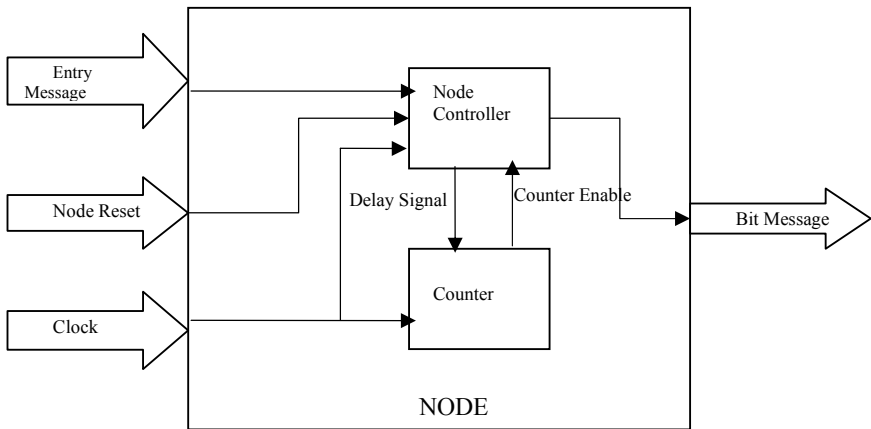 Entry
Message
Node
Controller
Node Reset
Delay Signal
Counter Enable
Bit Message
Clock
Counter
NODE